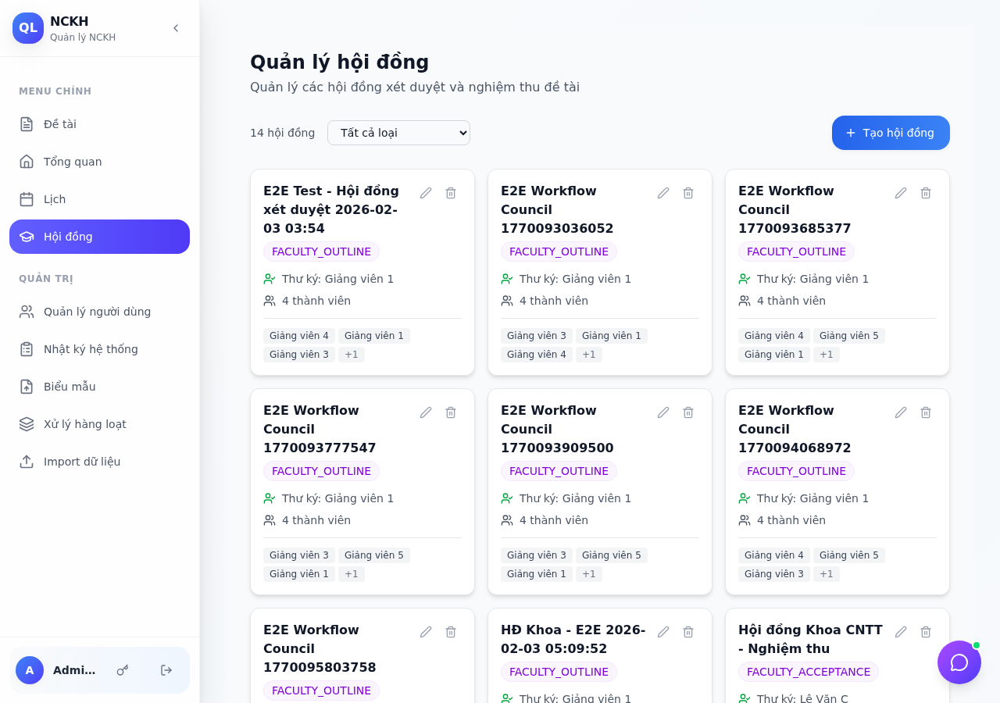 QL
NCKH
Quản lý NCKH
MENU CHÍNH
Đề tài
Tổng quan
Lịch
Hội đồng
QUẢN TRỊ
Quản lý người dùng
Nhật ký hệ thống
Biểu mẫu
Xử lý hàng loạt
Import dữ liệu
A
Admi...
Quản lý hội đồng
Quản lý các hội đồng xét duyệt và nghiệm thu đề tài
14 hội đồng
Tất cả loại
Tạo hội đồng
E2E Test - Hội đồng
xét duyệt 2026-02-
03 03:54
FACULTY_OUTLINE
Thư ký: Giảng viên 1
4 thành viên
Giảng viên 4 Giảng viên 1
Giảng viên 3 +1
E2E Workflow
Council
1770093036052
FACULTY_OUTLINE
Thư ký: Giảng viên 1
4 thành viên
Giảng viên 3 Giảng viên 1
Giảng viên 4 +1
E2E Workflow
Council
1770093685377
FACULTY_OUTLINE
Thư ký: Giảng viên 1
4 thành viên
Giảng viên 4 Giảng viên 5
Giảng viên 1 +1
E2E Workflow
Council
1770093777547
FACULTY_OUTLINE
Thư ký: Giảng viên 1
4 thành viên
Giảng viên 3 Giảng viên 5
Giảng viên 1 +1
E2E Workflow
Council
1770093909500
FACULTY_OUTLINE
Thư ký: Giảng viên 1
4 thành viên
Giảng viên 3 Giảng viên 5
Giảng viên 1 +1
E2E Workflow
Council
1770094068972
FACULTY_OUTLINE
Thư ký: Giảng viên 1
4 thành viên
Giảng viên 4 Giảng viên 5
Giảng viên 3 +1
E2E Workflow
Council
1770095803758
FACULTY_OUTLINE
HĐ Khoa - E2E 2026-
02-03 05:09:52
FACULTY_OUTLINE
Thư ký: Giảng viên 1
Hội đồng Khoa CNTT
- Nghiệm thu
FACULTY_ACCEPTANCE
Thư ký: Lê Văn C